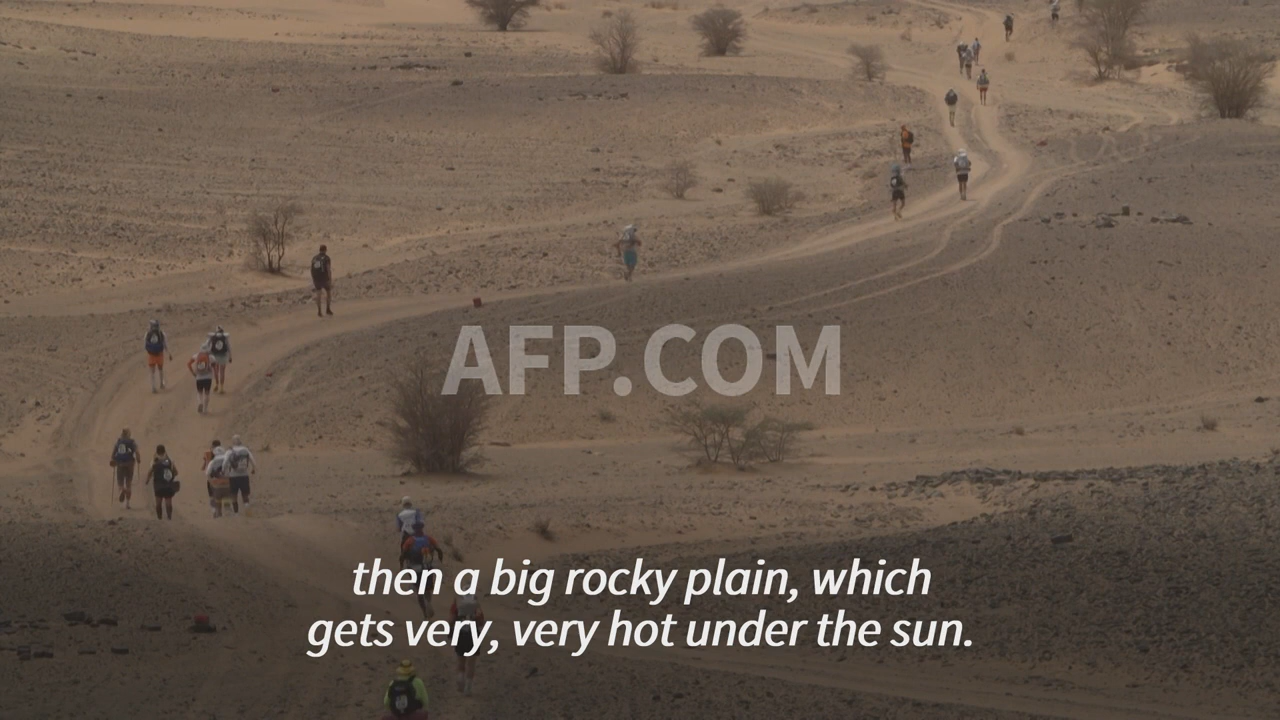 AFP.COM
then a big rocky plain, which
gets very, very hot under the sun.